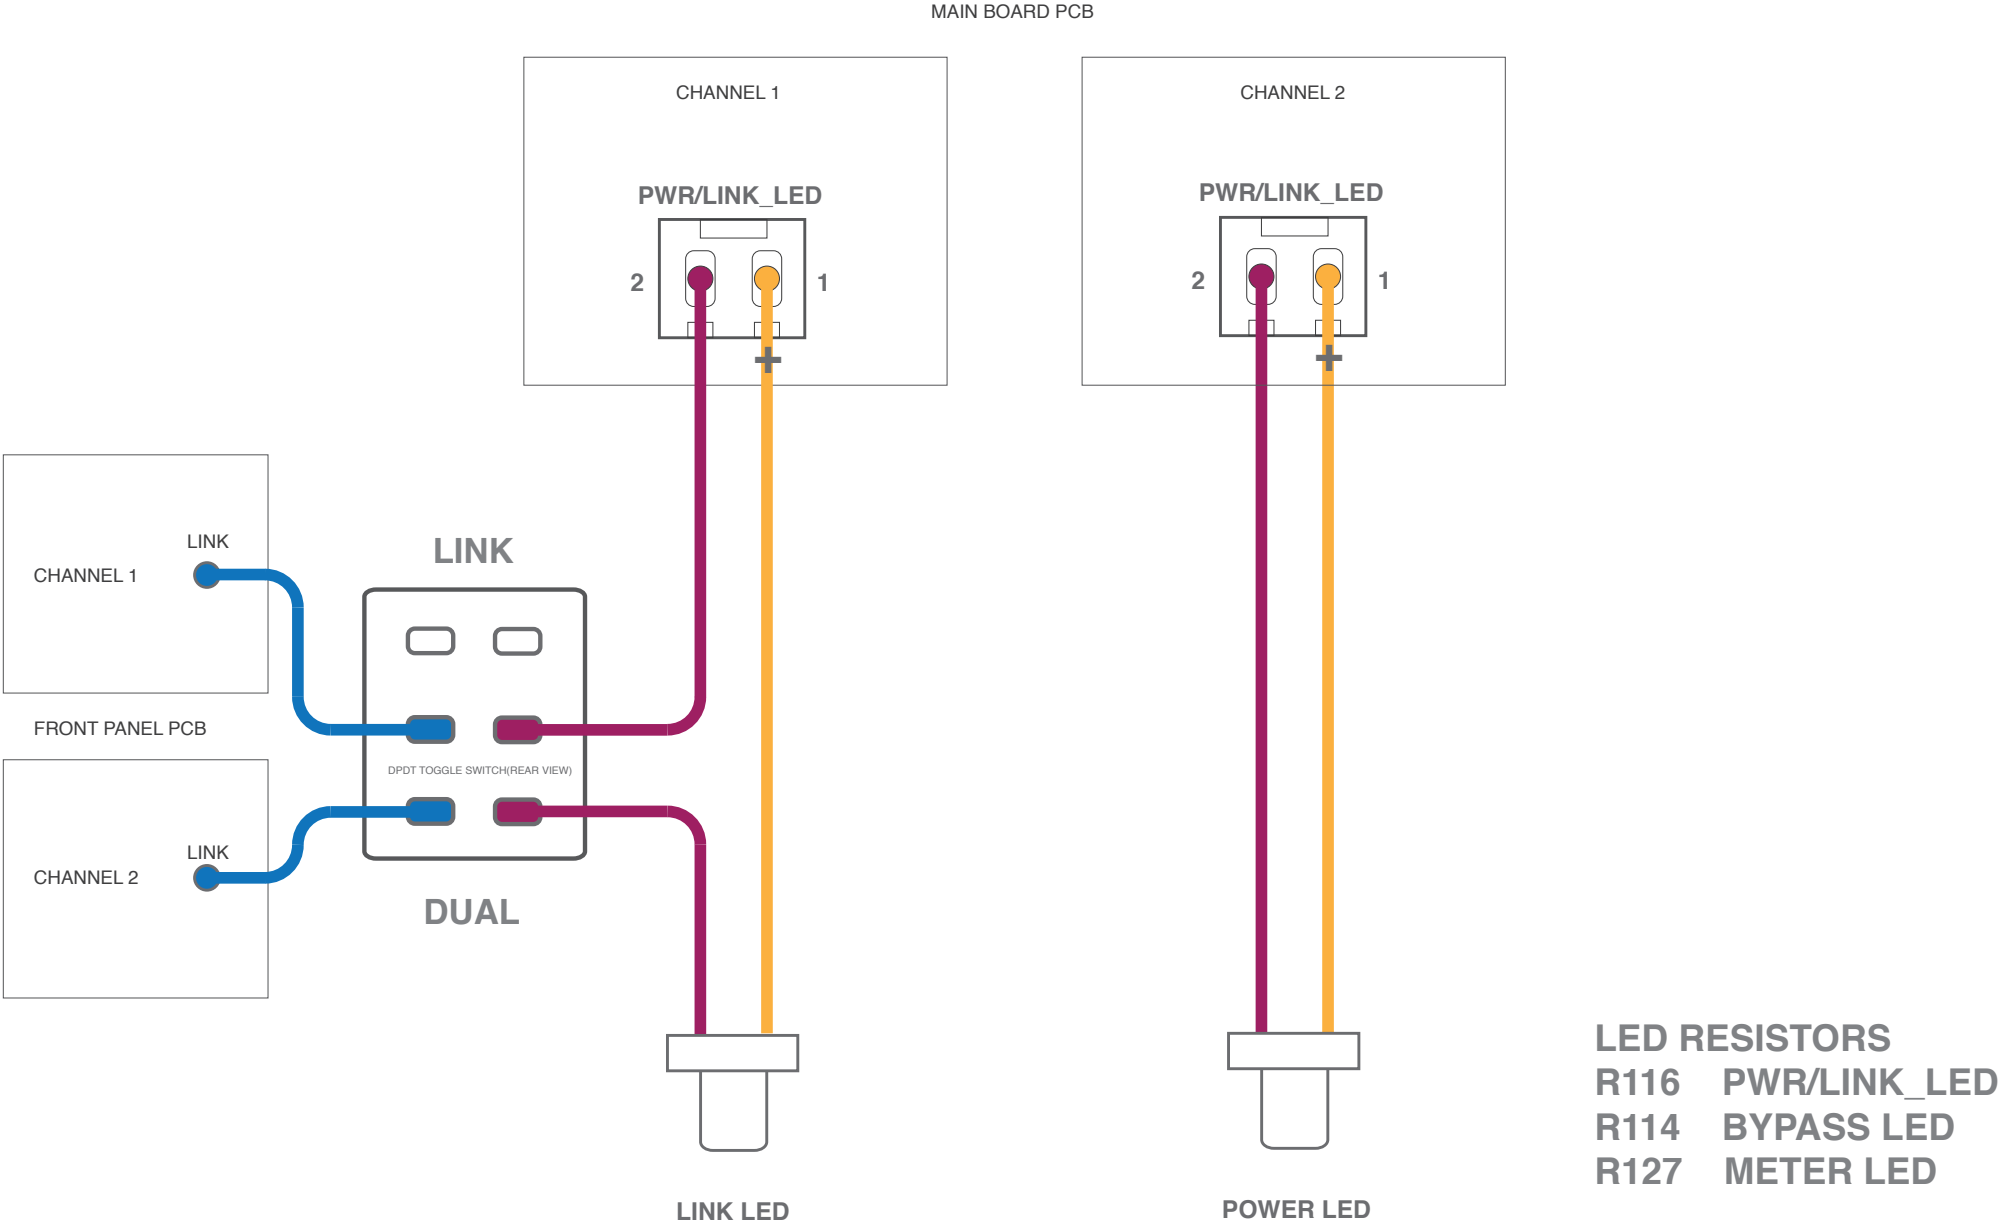 MAIN BOARD PCB
CHANNEL 1
CHANNEL 2
PWR/LINK_LED
PWR/LINK_LED
2
1
2
1
+
+
LINK
CHANNEL 1
LINK
FRONT PANEL PCB
DPDT TOGGLE SWITCH(REAR VIEW)
LINK
CHANNEL 2
DUAL
LED RESISTORS
R116 PWR/LINK_LED
R114 BYPASS LED
R127 METER LED
LINK LED
POWER LED